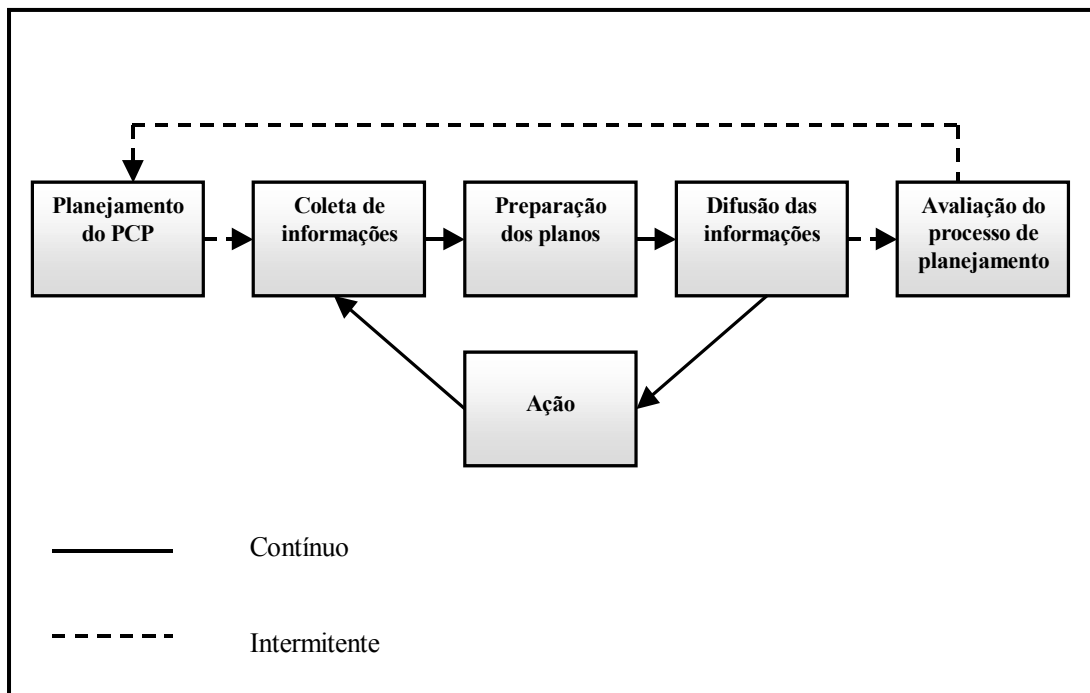 Planejamento
do PCP
Coleta de
informações
Preparação
dos planos
Difusão das
informações
Avaliação do
processo de
planejamento
Ação
Contínuo
Intermitente